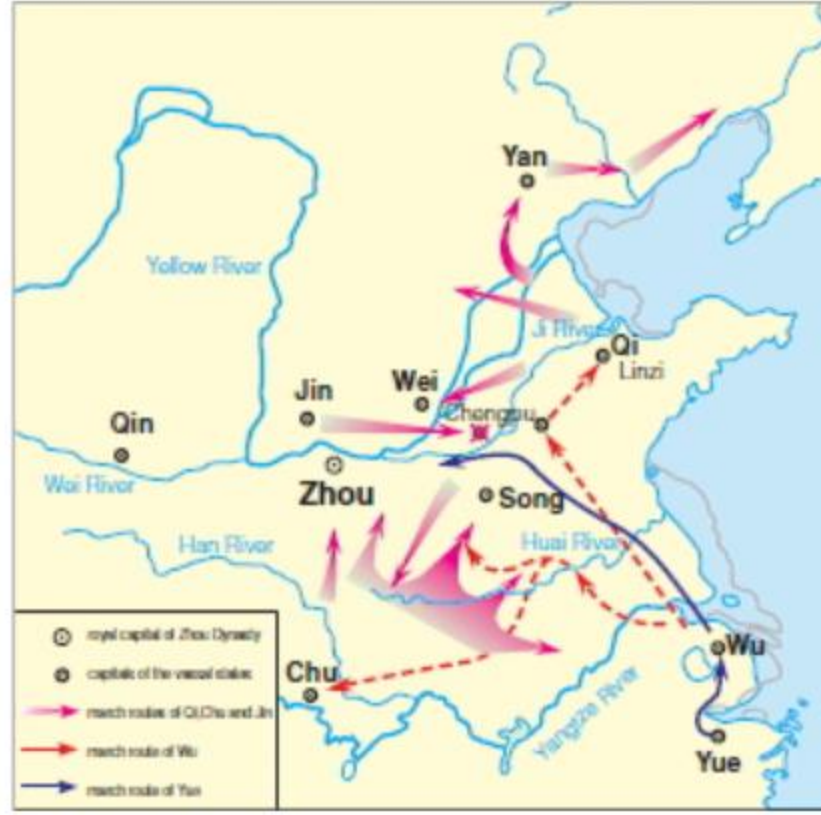 Yan
Yellow River
Ji River
Qi
Linzi
Wei
Jin
Chengpu
Qin
Wei River
Zhou
Song
Han River
Huai River
royal capital of Zhou Dynasty
capitals of the vassal states
march routes of Qi,Chu and Jin
march route of Wu
march route of Yue
Chu
Wu
Yangtze River
Yue